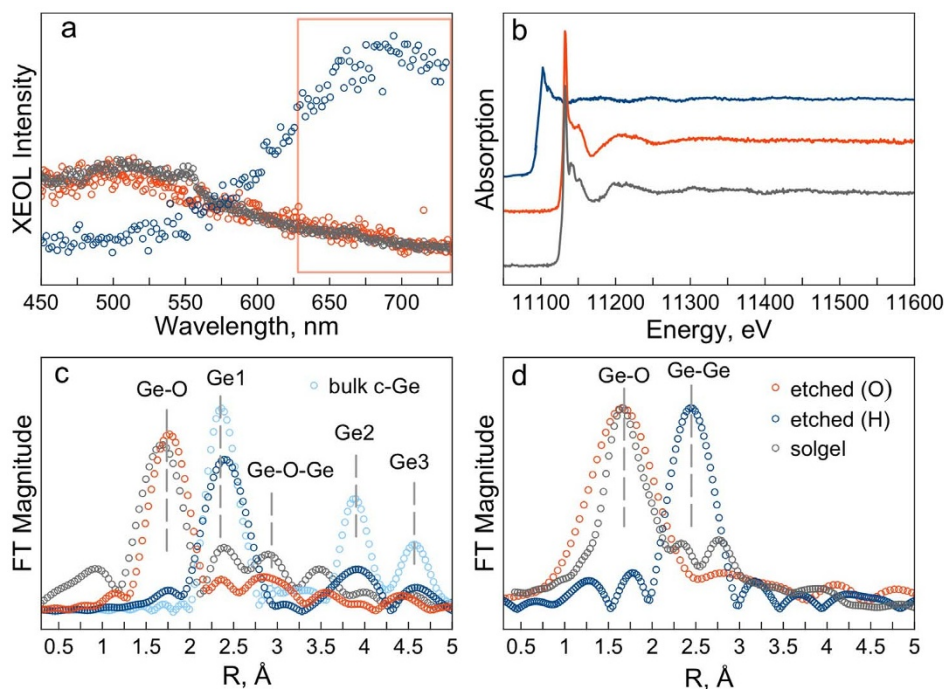 a
XEOL Intensity
450 500 550 600 650 700
Wavelength, nm
b
Absorption
11100 11200 11300 11400 11500 11600
Energy, eV
c
Ge-O
Ge1
bulk c-Ge
Ge2
Ge-O-Ge
Ge3
FT Magnitude
0.5 1 1.5 2 2.5 3 3.5 4 4.5 5
R, Å
d
Ge-O
Ge-Ge
etched (O)
etched (H)
solgel
FT Magnitude
0.5 1 1.5 2 2.5 3 3.5 4 4.5 5
R, Å